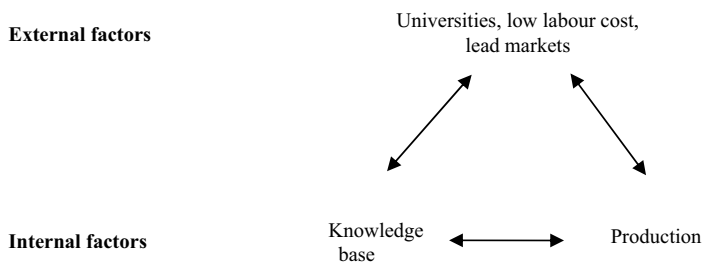 External factors
Universities, low labour cost,
lead markets
Internal factors
Knowledge
base
Production